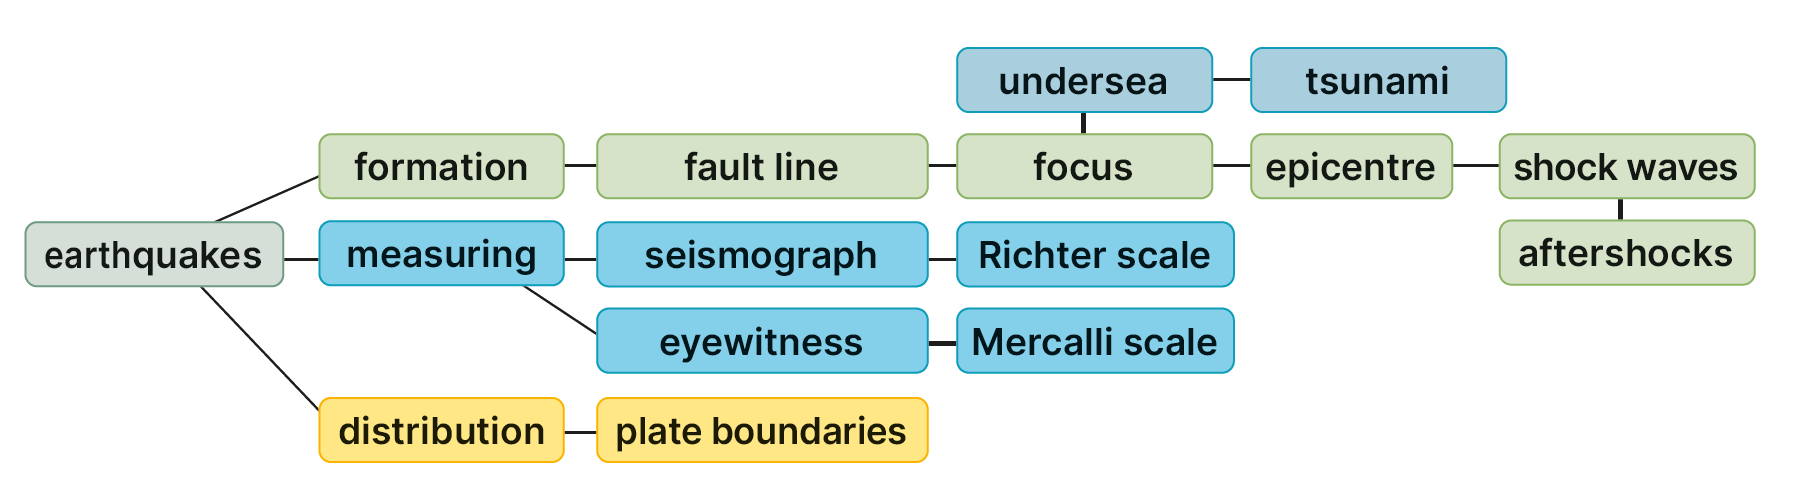 undersea
tsunami
formation
fault line
focus
epicentre
shock waves
earthquakes
measuring
seismograph
Richter scale
aftershocks
eyewitness
Mercalli scale
distribution
plate boundaries